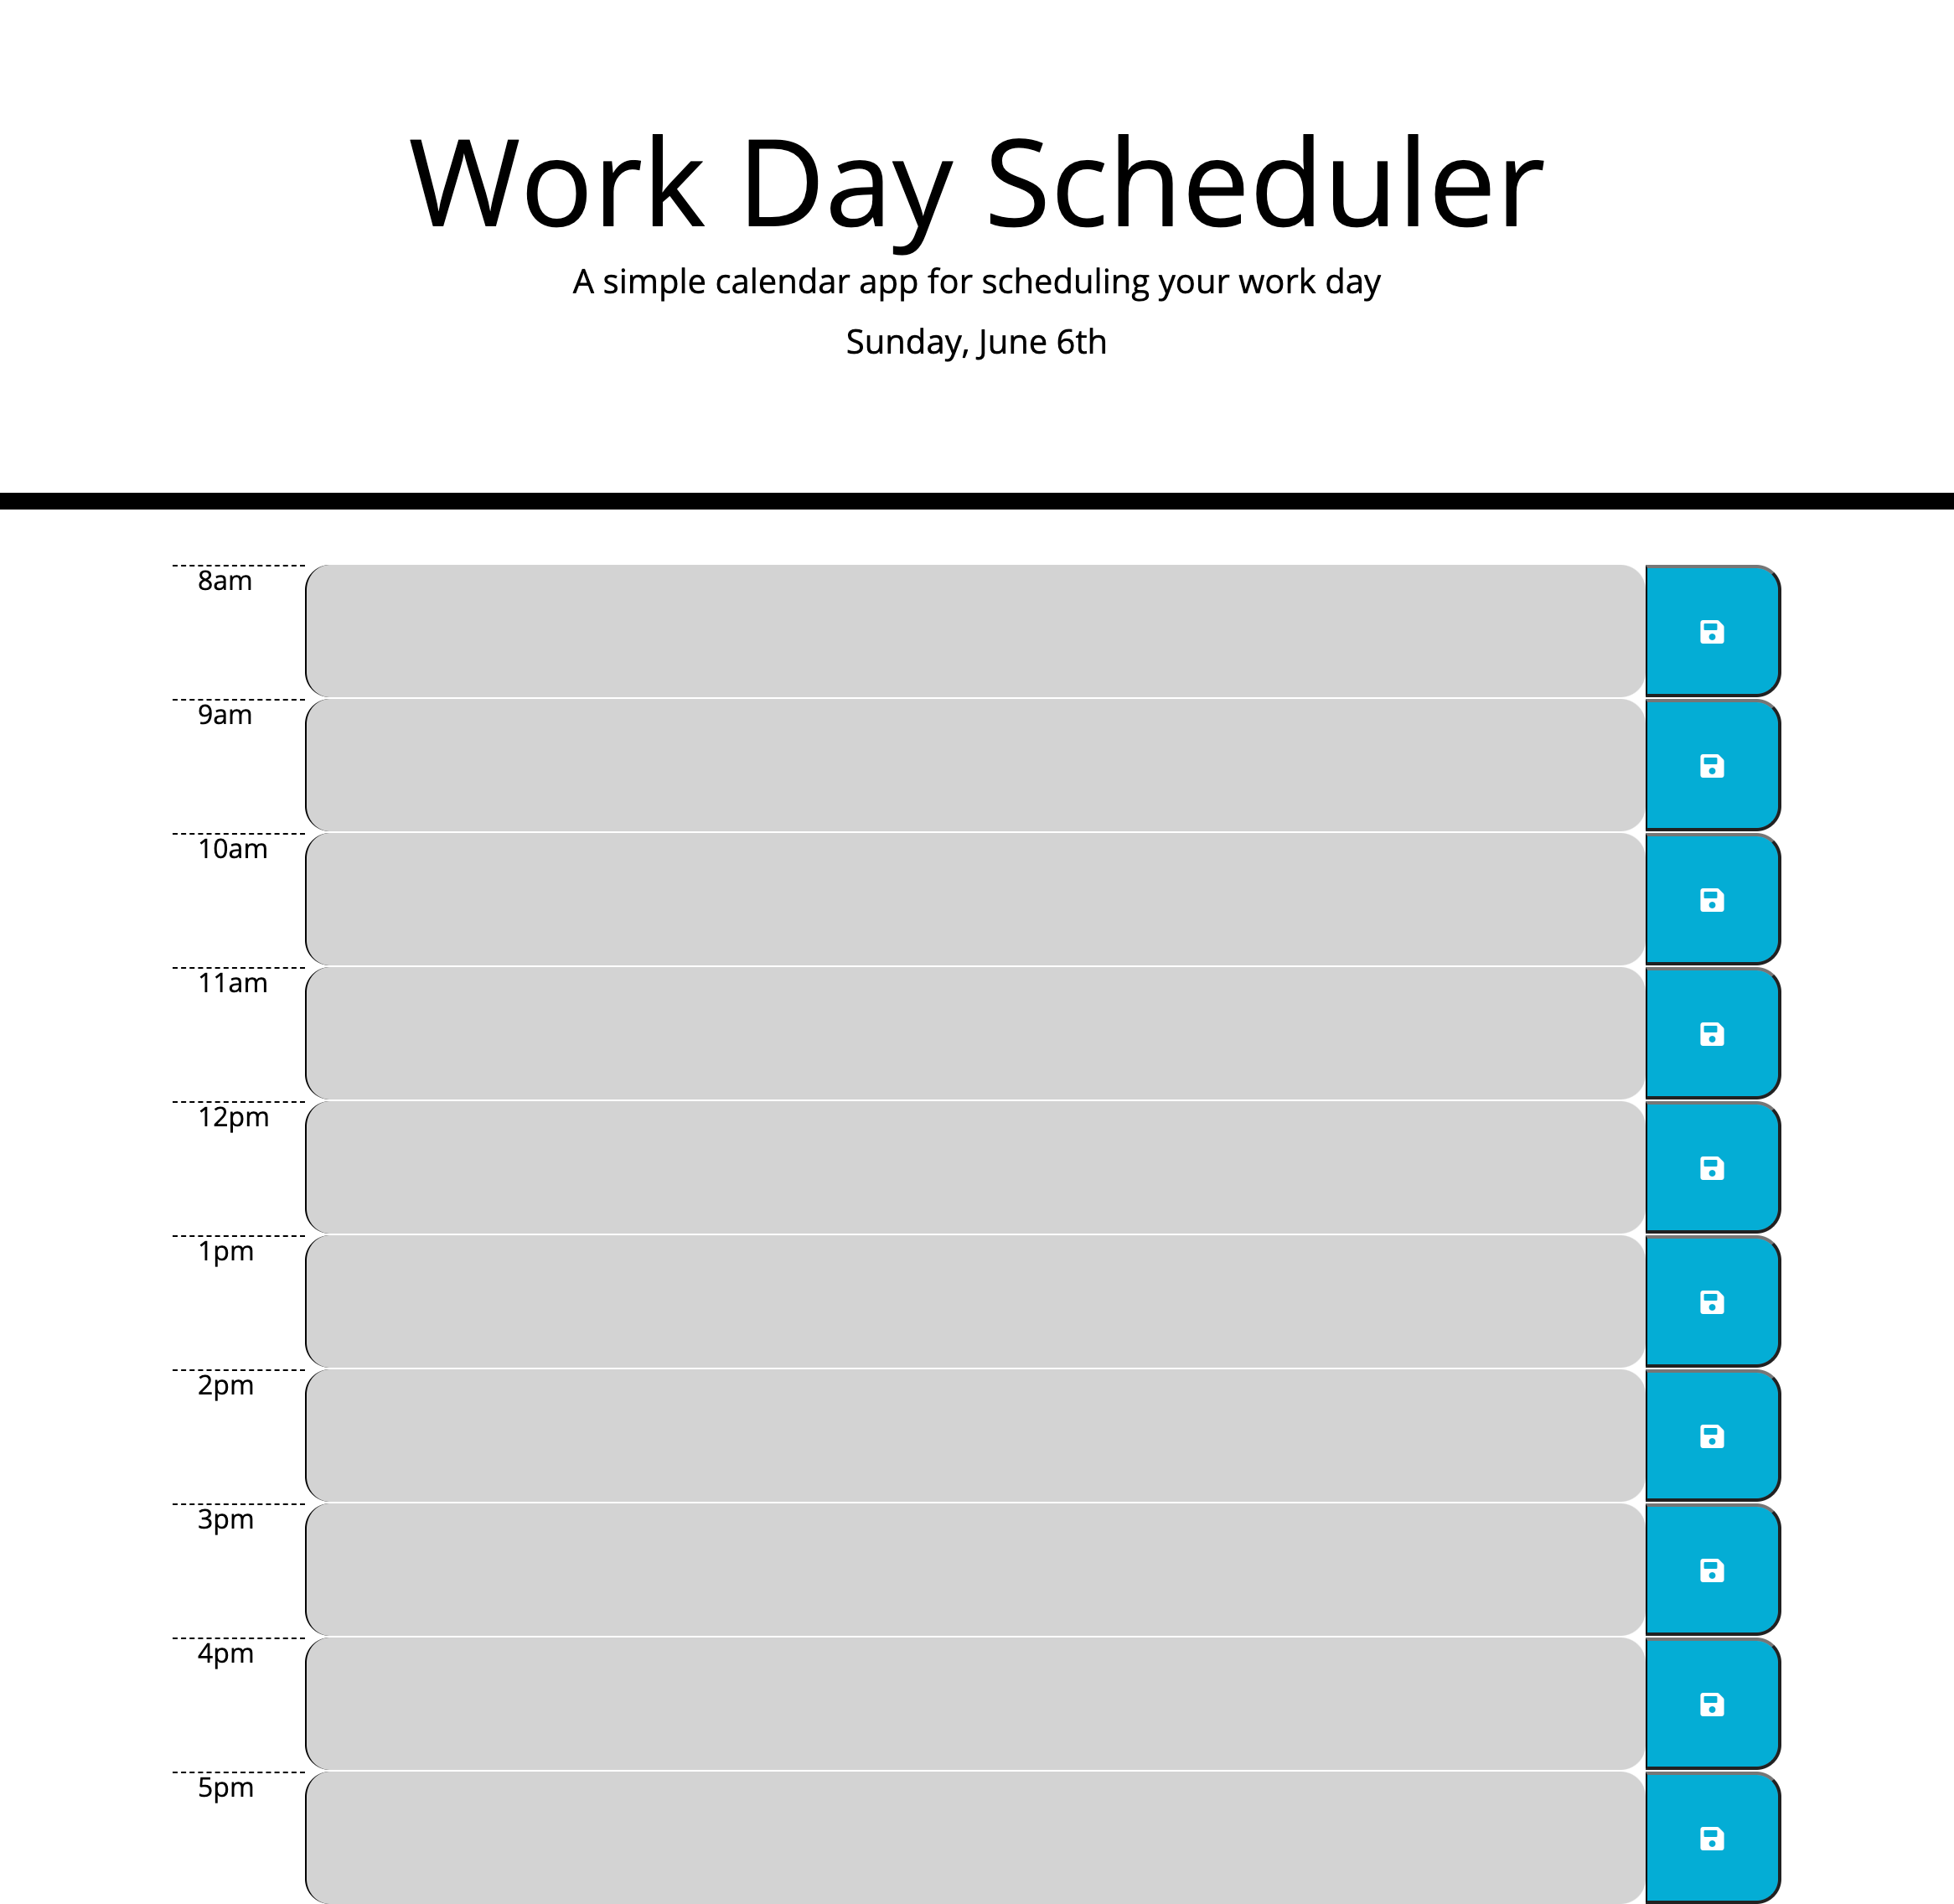 Work Day Scheduler
A simple calendar app for scheduling your work day
Sunday, June 6th
8am
9am
10am
11am
12pm
1pm
2pm
3pm
4pm
5pm